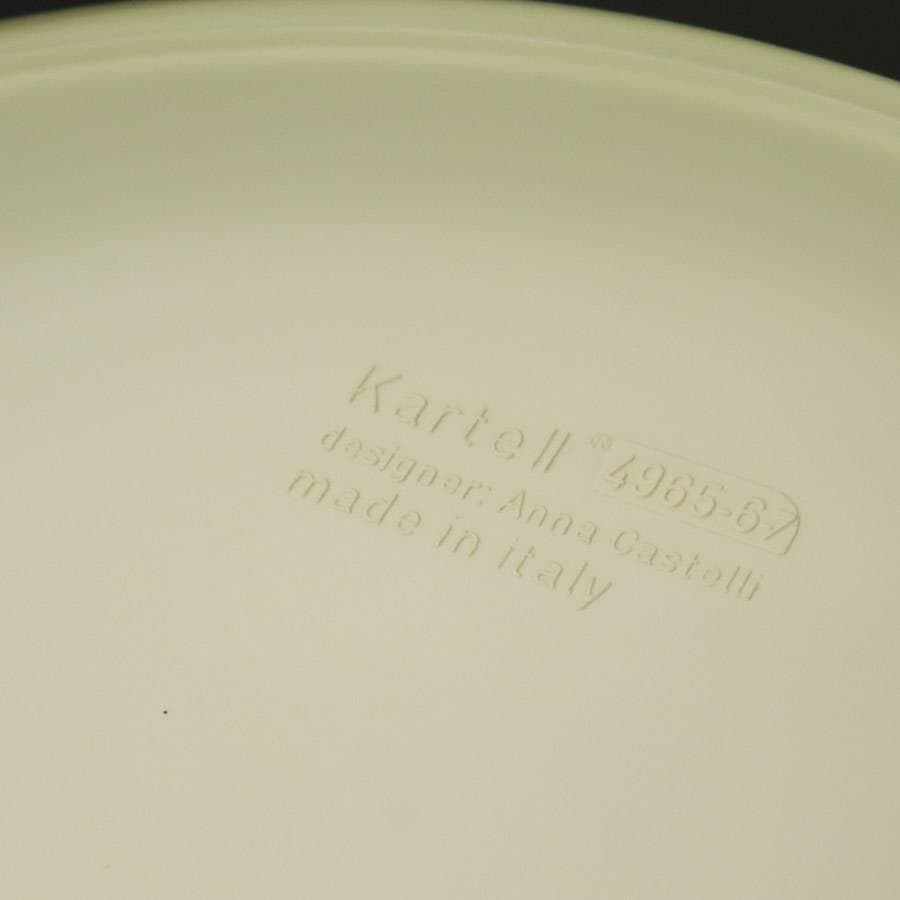 Kartell® 4965-67
designer: Anna Castelli
made in italy